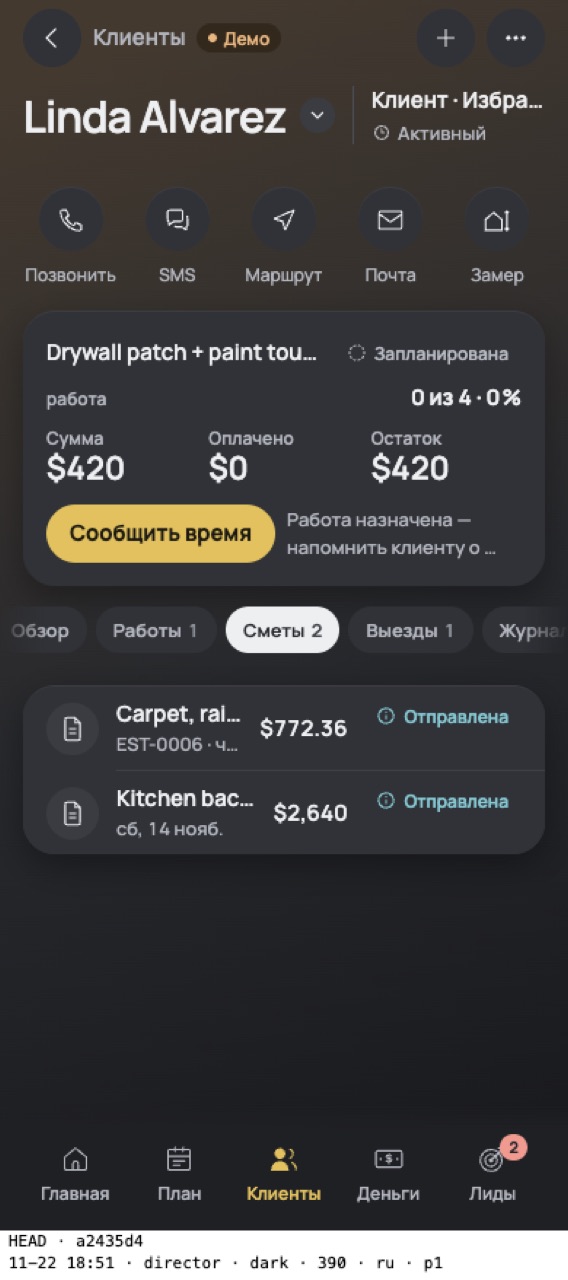 Клиенты
Демо
Linda Alvarez
Клиент · Избра...
Активный
Позвонить
SMS
Маршрут
Почта
Замер
Drywall patch + paint tou...
Запланирована
работа
0 из 4 · 0%
Сумма
Оплачено
Остаток
$420
$0
$420
Сообщить время
Работа назначена —
напомнить клиенту о ...
Обзор
Работы 1
Сметы 2
Выезды 1
Журнал
Carpet, rai...
$772.36
Отправлена
EST-0006 · ч...
Kitchen bac...
$2,640
Отправлена
сб, 14 нояб.
2
Главная
План
Клиенты
Деньги
Лиды
HEAD · a2435d4
11-22 18:51 · director · dark · 390 · ru · p1